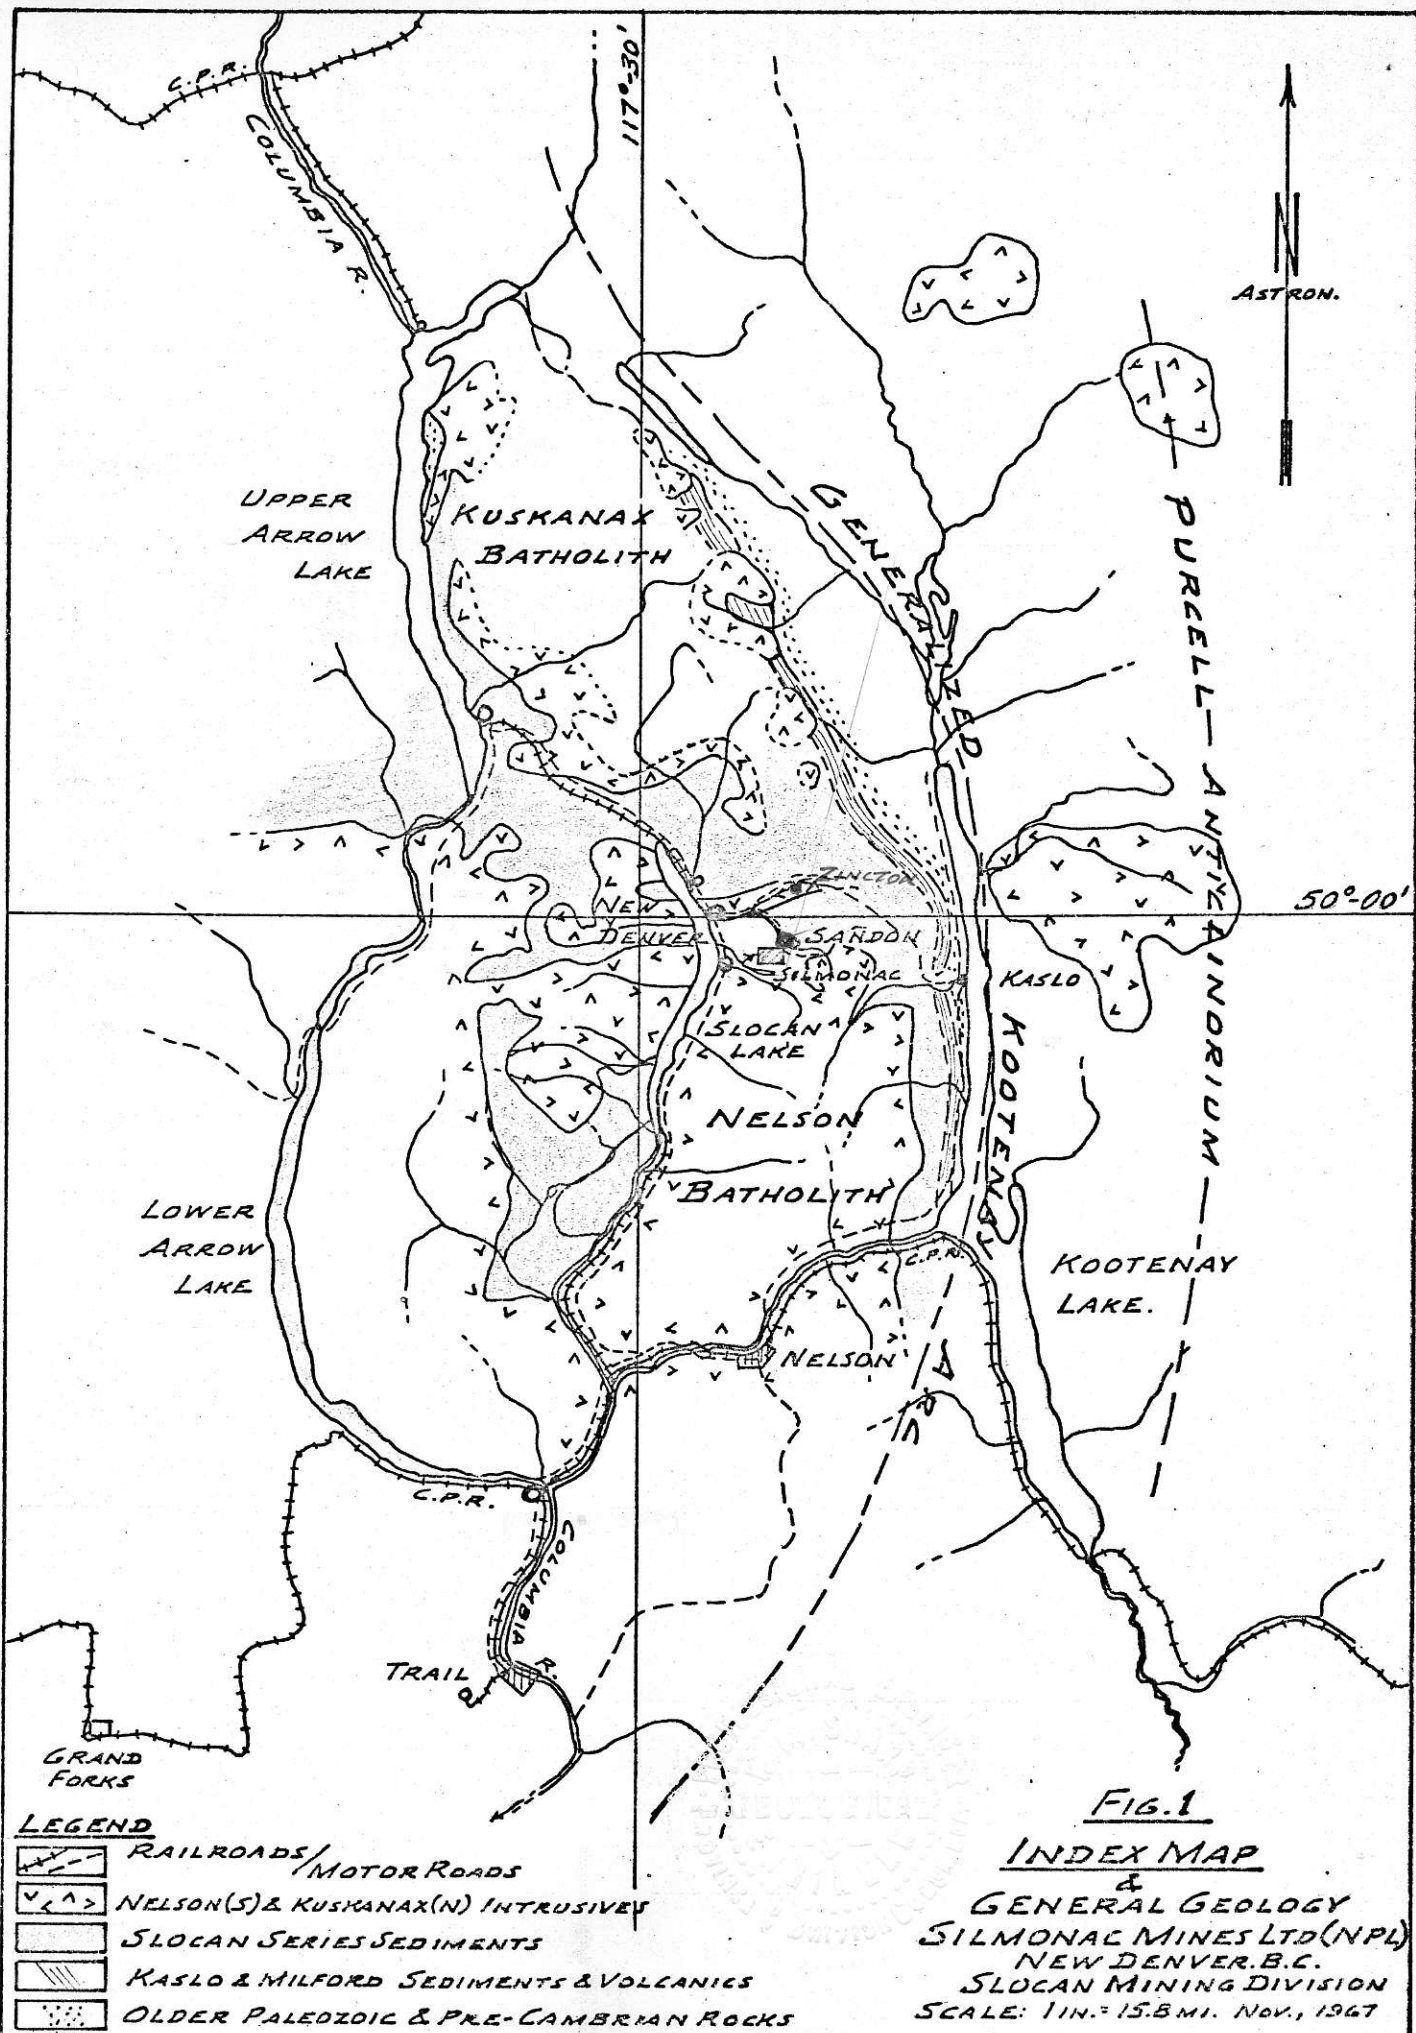 C.P.R.
COLUMBIA R.
117°-30'
N
ASTRON.
UPPER
ARROW
LAKE
KUSKANAX
BATHOLITH
GENERALIZED
KOOTENAY
ARC
PURCELL — ANTICLINORIUM
50°-00'
ZINCTON
NEW
DENVER
SANDON
SILMONAC
KASLO
SLOCAN
LAKE
NELSON
BATHOLITH
LOWER
ARROW
LAKE
C.P.R.
KOOTENAY
LAKE.
NELSON
C.P.R.
COLUMBIA R.
TRAIL
GRAND
FORKS
LEGEND
RAILROADS/MOTOR ROADS
NELSON(S) & KUSKANAX(N) INTRUSIVES
SLOCAN SERIES SEDIMENTS
KASLO & MILFORD SEDIMENTS & VOLCANICS
OLDER PALEOZOIC & PRE-CAMBRIAN ROCKS
FIG. 1
INDEX MAP
&
GENERAL GEOLOGY
SILMONAC MINES LTD (NPL)
NEW DENVER. B.C.
SLOCAN MINING DIVISION
SCALE: 1 IN. = 15.8 MI. NOV., 1967